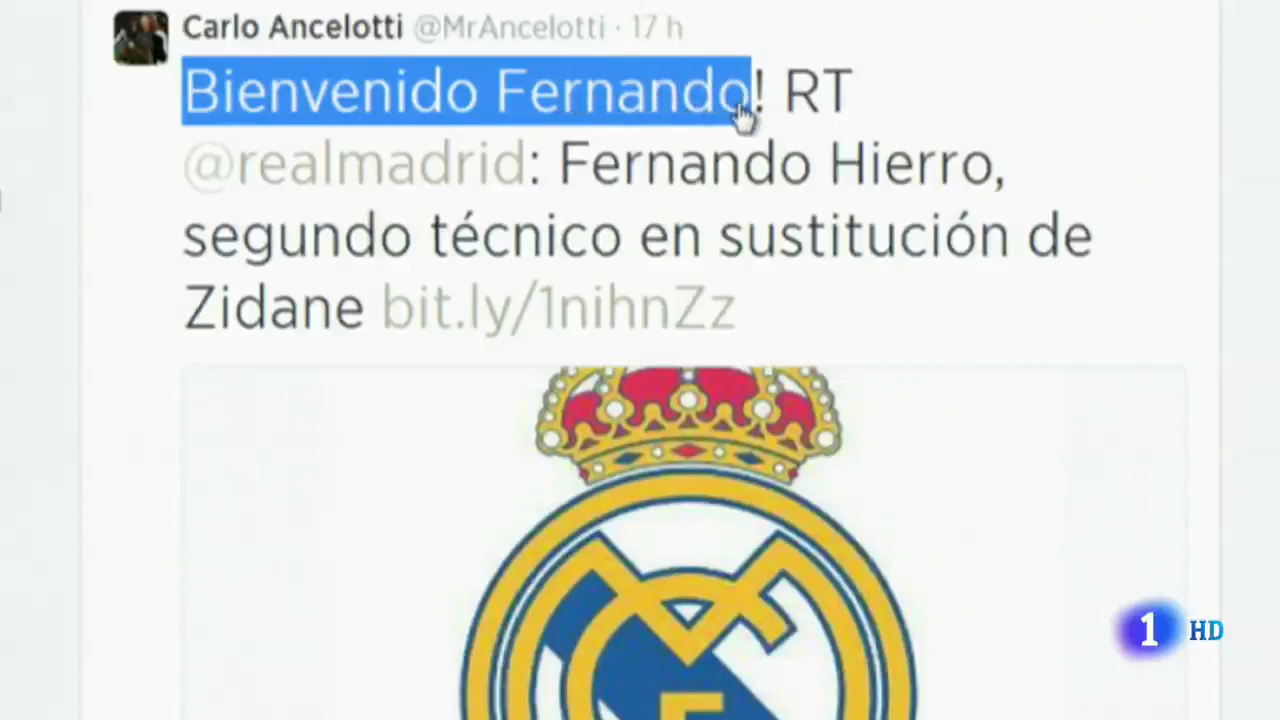 Carlo Ancelotti @MrAncelotti · 17 h
Bienvenido Fernando! RT
@realmadrid: Fernando Hierro,
segundo técnico en sustitución de
Zidane bit.ly/1nihnZz
1 HD